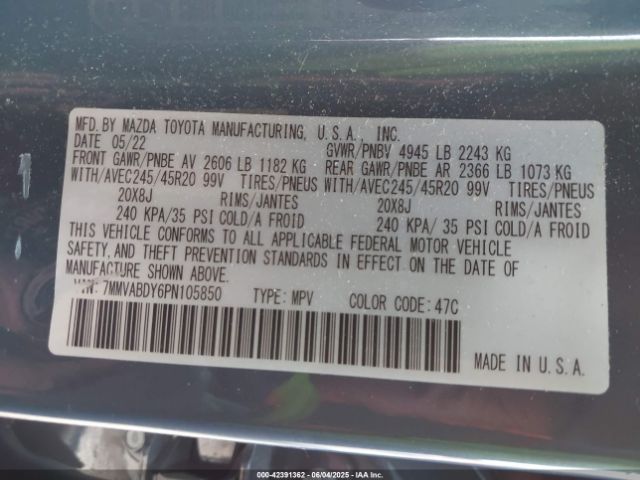 MFD. BY MAZDA TOYOTA MANUFACTURING, U.S.A., INC.
DATE 05/22 GVWR/PNBV 4945 LB 2243 KG
FRONT GAWR/PNBE AV 2606 LB 1182 KG REAR GAWR/PNBE AR 2366 LB 1073 KG
WITH/AVEC245/45R20 99V TIRES/PNEUS WITH/AVEC245/45R20 99V TIRES/PNEUS
20X8J RIMS/JANTES 20X8J RIMS/JANTES
240 KPA/35 PSI COLD/A FROID 240 KPA/ 35 PSI COLD/A FROID
THIS VEHICLE CONFORMS TO ALL APPLICABLE FEDERAL MOTOR VEHICLE
SAFETY, AND THEFT PREVENTION STANDARDS IN EFFECT ON THE DATE OF
MANUFACTURE SHOWN ABOVE.
VIN: 7MMVABDY6PN105850 TYPE: MPV COLOR CODE: 47C
MADE IN U.S.A.
000-42391362 | 06/04/2025 - IAA Inc.